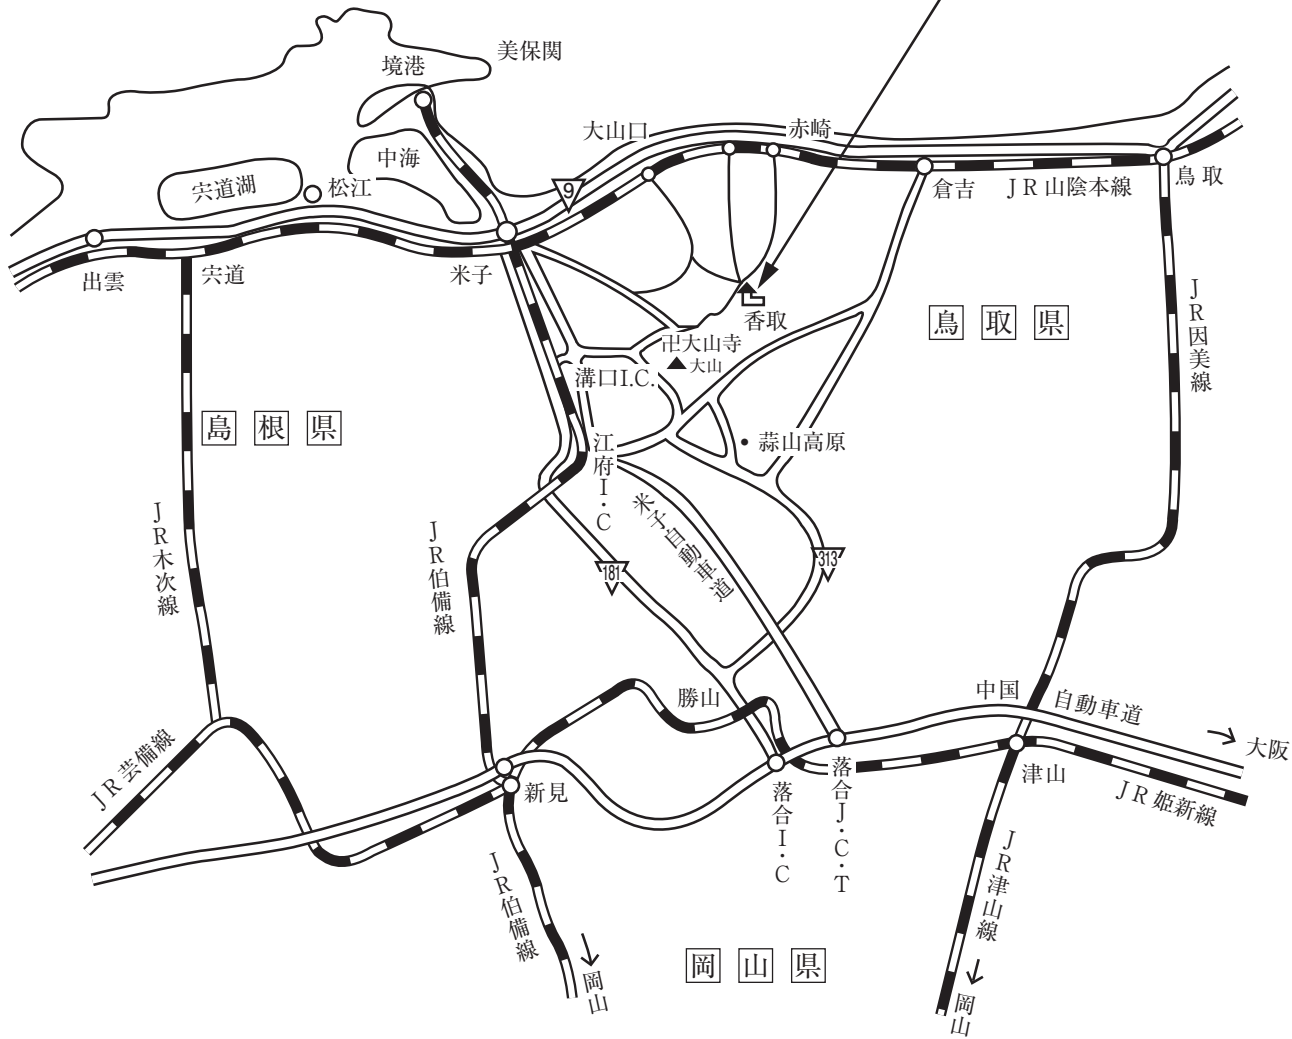 美保関
境港
大山口
赤崎
中海
宍道湖
松江
9
倉吉
JR山陰本線
鳥取
出雲
宍道
米子
香取
鳥取県
JR因美線
卍大山寺
大山
溝口I.C.
島根県
江府I・C
蒜山高原
米子自動車道
JR木次線
JR伯備線
181
313
勝山
中国
自動車道
大阪
JR芸備線
新見
落合I・C
落合J・C・T
津山
JR姫新線
JR伯備線
JR津山線
岡山県
岡山
岡山